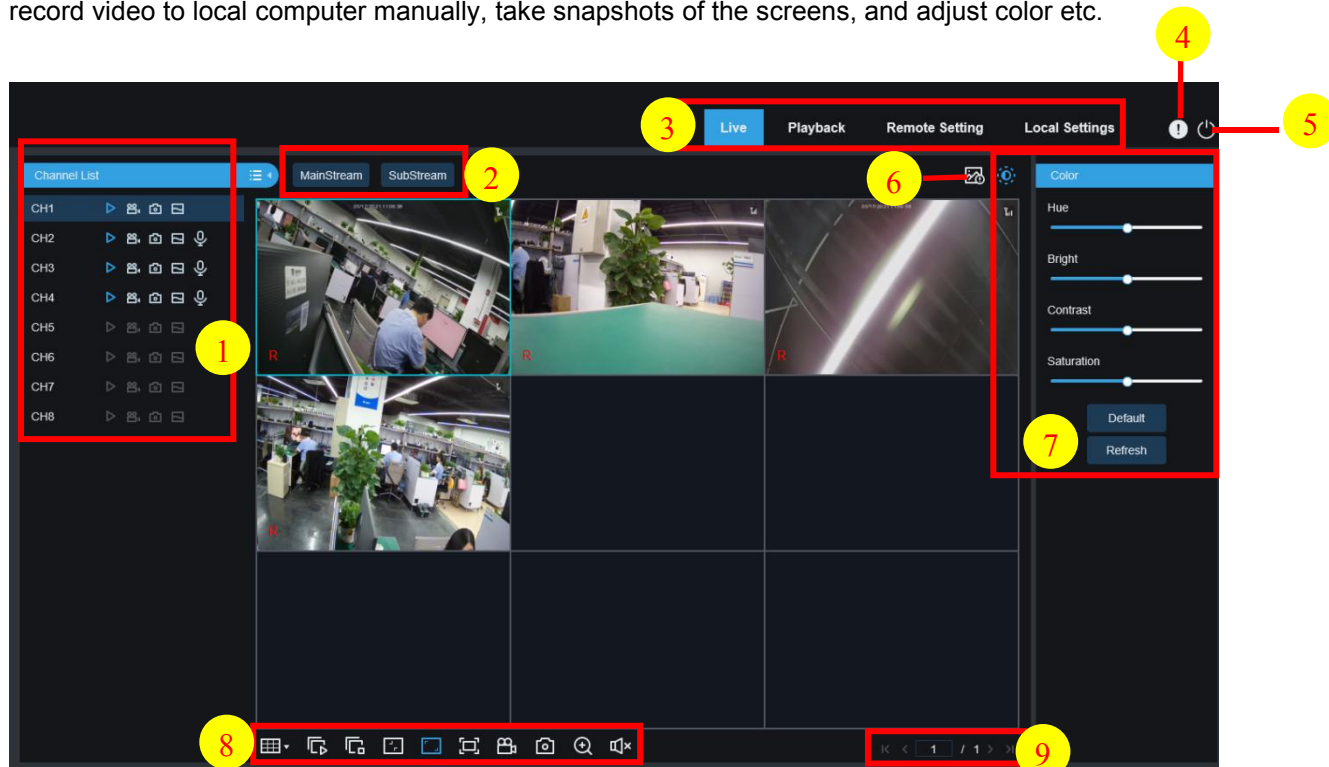 record video to local computer manually, take snapshots of the screens, and adjust color etc.
4
3
Live Playback Remote Setting Local Settings
5
Channel List
MainStream SubStream
2
6
Color
CH1
Hue
CH2
Bright
CH3
CH4
Contrast
CH5
CH6
1
R
R
R
Saturation
CH7
CH8
Default
7
Refresh
R
8
1 / 1
9